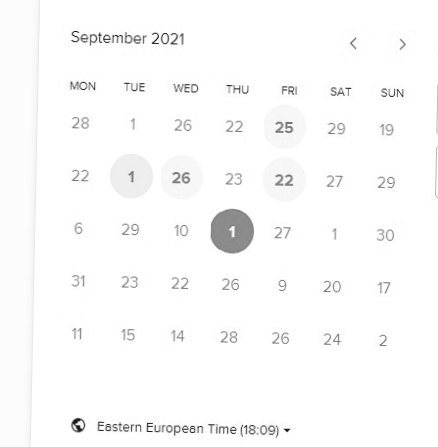 September 2021
MON TUE WED THU FRI SAT SUN
28 1 26 22 25 29 19
22 1 26 23 22 27 29
6 29 10 1 27 1 30
31 23 22 26 9 20 17
11 15 14 28 26 24 2
Eastern European Time (18:09)